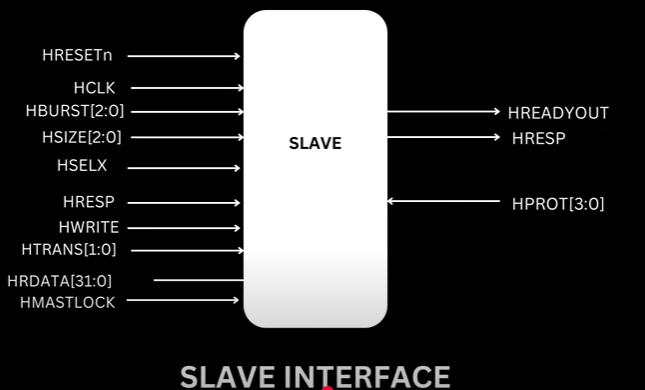 HRESETn
HCLK
HBURST[2:0]
HSIZE[2:0]
HSELX
HRESP
HWRITE
HTRANS[1:0]
HRDATA[31:0]
HMASTLOCK
SLAVE
HREADYOUT
HRESP
HPROT[3:0]
SLAVE INTERFACE